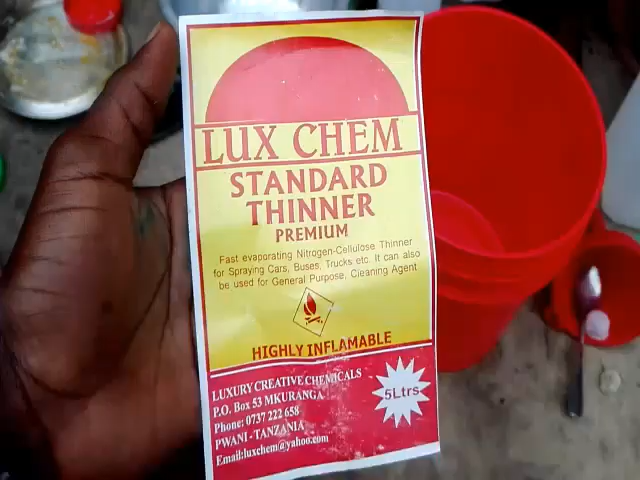 LUX CHEM
STANDARD
THINNER
PREMIUM
Fast evaporating Nitrogen-Cellulose Thinner
for Spraying Cars, Buses, Trucks etc. It can also
be used for General Purpose, Cleaning Agent
HIGHLY INFLAMABLE
LUXURY CREATIVE CHEMICALS
P.O. Box 53 MKURANGA
Phone: 0737 222 658
PWANI - TANZANIA
Email:luxchem@yahoo.com
5Ltrs